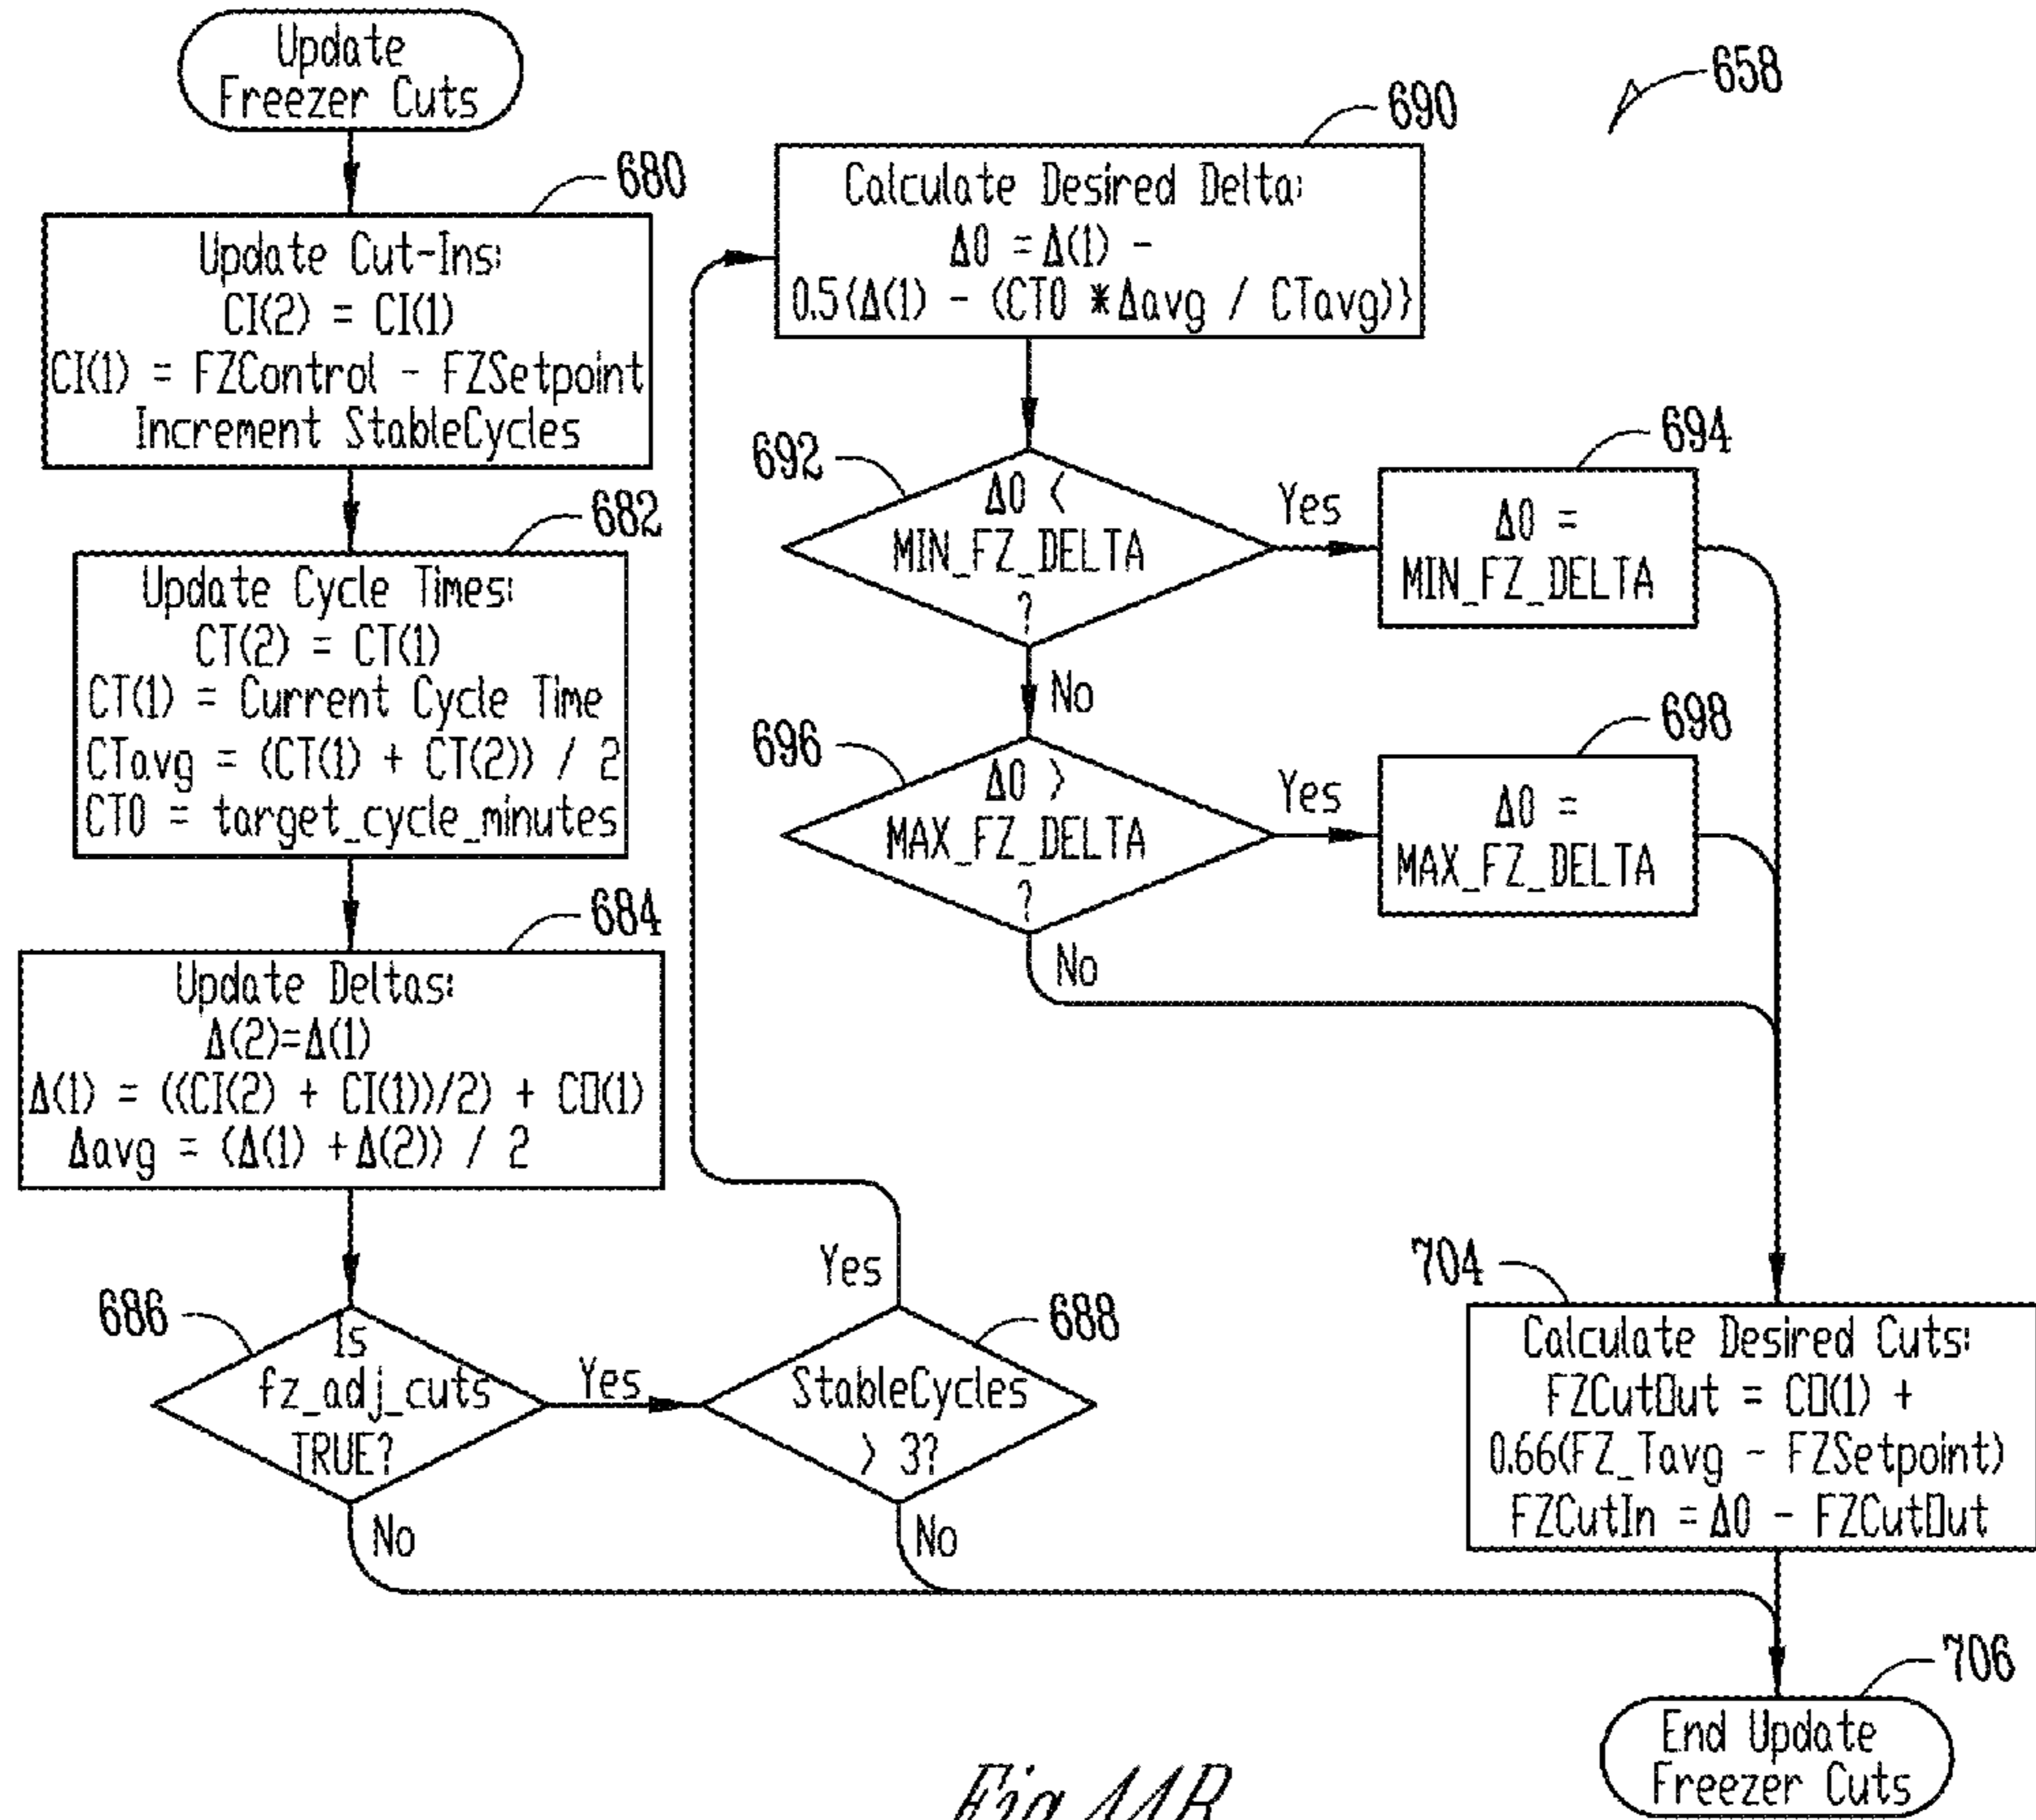 Update
Freezer Cuts
680
Update Cut-Ins:
CI(2) = CI(1)
CI(1) = FZControl - FZSetpoint
Increment StableCycles
682
Update Cycle Times:
CT(2) = CT(1)
CT(1) = Current Cycle Time
CTavg = (CT(1) + CT(2)) / 2
CT0 = target_cycle_minutes
684
Update Deltas:
Δ(2)=Δ(1)
Δ(1) = ((CI(2) + CI(1))/2) + CO(1)
Δavg = (Δ(1) +Δ(2)) / 2
686
Is
fz_adj_cuts
TRUE?
Yes
No
688
StableCycles
> 3?
Yes
No
658
690
Calculate Desired Delta:
Δ0 = Δ(1) -
0.5{Δ(1) - (CT0 *Δavg / CTavg)}
692
Δ0 <
MIN_FZ_DELTA
?
Yes
No
694
Δ0 =
MIN_FZ_DELTA
696
Δ0 >
MAX_FZ_DELTA
?
Yes
No
698
Δ0 =
MAX_FZ_DELTA
704
Calculate Desired Cuts:
FZCutOut = CO(1) +
0.66(FZ_Tavg - FZSetpoint)
FZCutIn = Δ0 - FZCutOut
706
End Update
Freezer Cuts
Fig. 11B